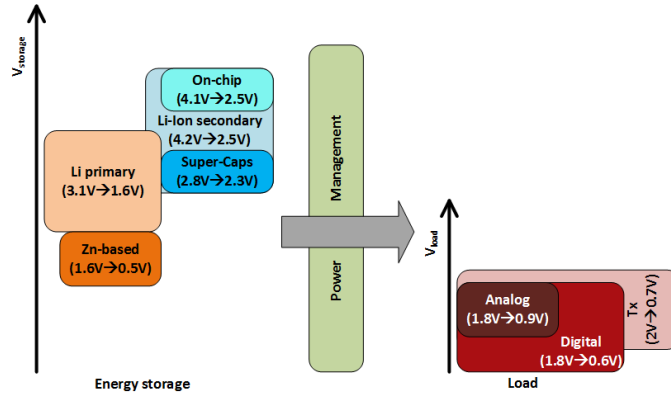 V storage
On-chip
(4.1V→2.5V)
Li-Ion secondary
(4.2V→2.5V)
Super-Caps
(2.8V→2.3V)
Li primary
(3.1V→1.6V)
Zn-based
(1.6V→0.5V)
Energy storage
Power Management
V load
Analog
(1.8V→0.9V)
Digital
(1.8V→0.6V)
Tx
(2V→0.7V)
Load